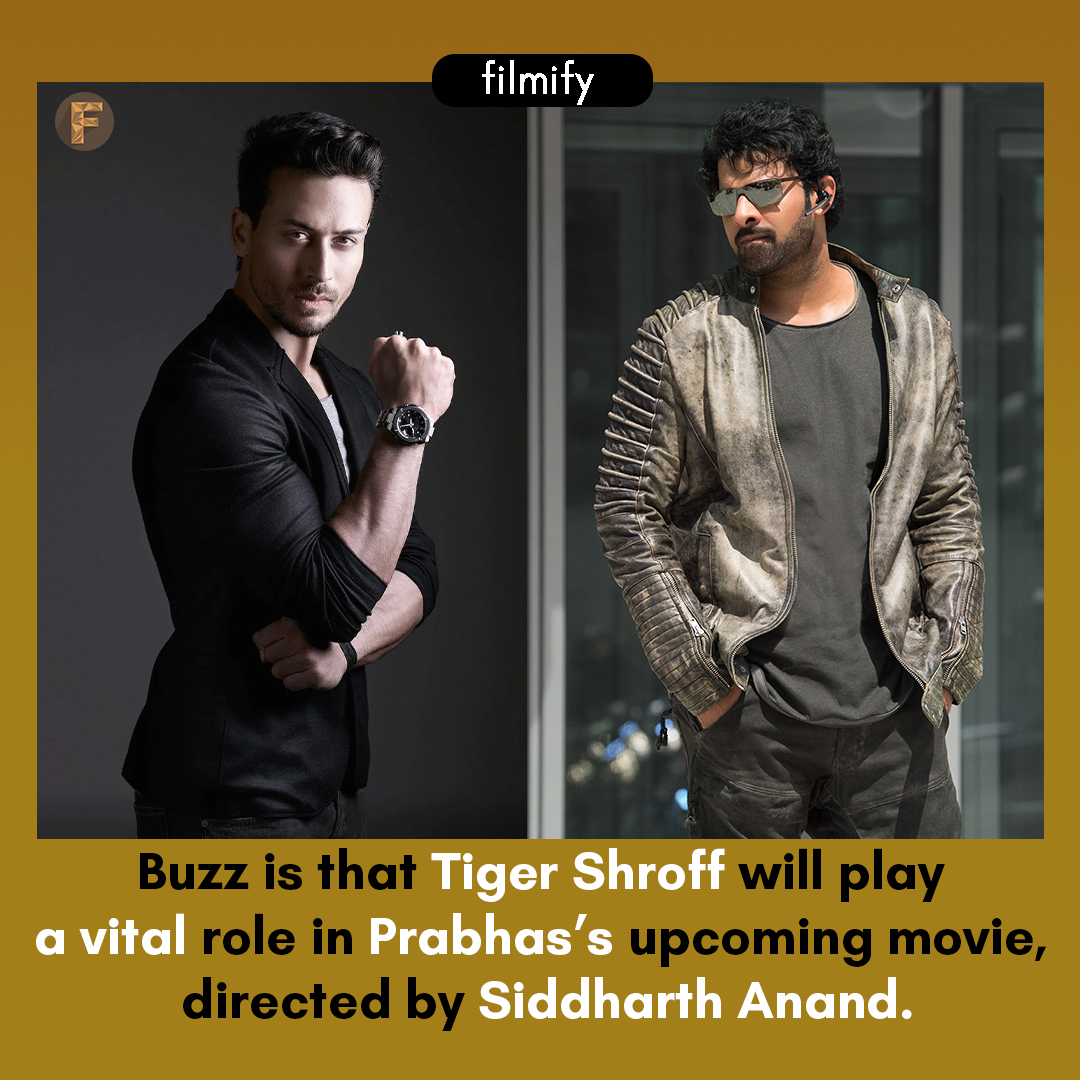 filmify
F
Buzz is that Tiger Shroff will play
a vital role in Prabhas’s upcoming movie,
directed by Siddharth Anand.